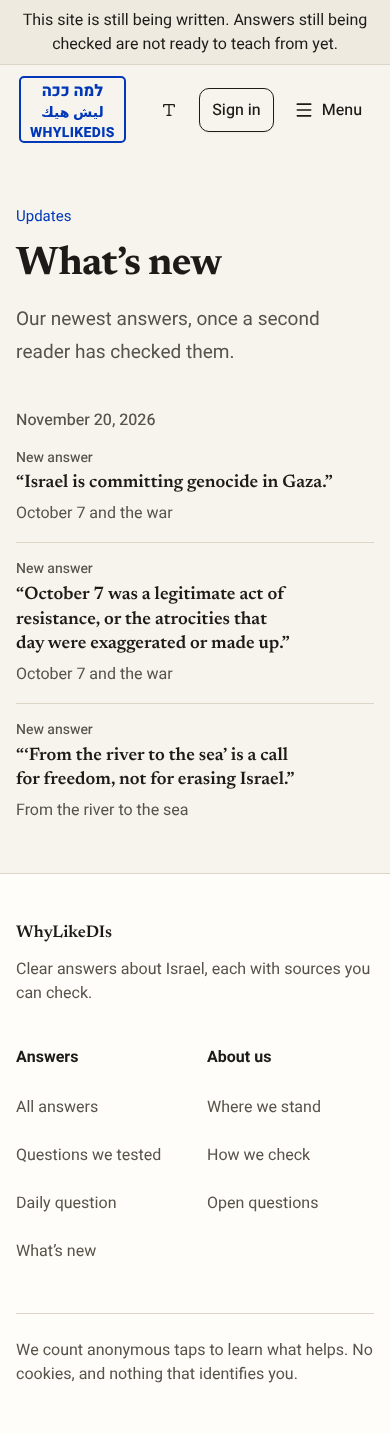 This site is still being written. Answers still being
checked are not ready to teach from yet.
למה ככה
ليش هيك
WHYLIKEDIS
T
Sign in
Menu
Updates
What’s new
Our newest answers, once a second
reader has checked them.
November 20, 2026
New answer
“Israel is committing genocide in Gaza.”
October 7 and the war
New answer
“October 7 was a legitimate act of
resistance, or the atrocities that
day were exaggerated or made up.”
October 7 and the war
New answer
“‘From the river to the sea’ is a call
for freedom, not for erasing Israel.”
From the river to the sea
WhyLikeDIs
Clear answers about Israel, each with sources you
can check.
Answers
About us
All answers
Where we stand
Questions we tested
How we check
Daily question
Open questions
What’s new
We count anonymous taps to learn what helps. No
cookies, and nothing that identifies you.